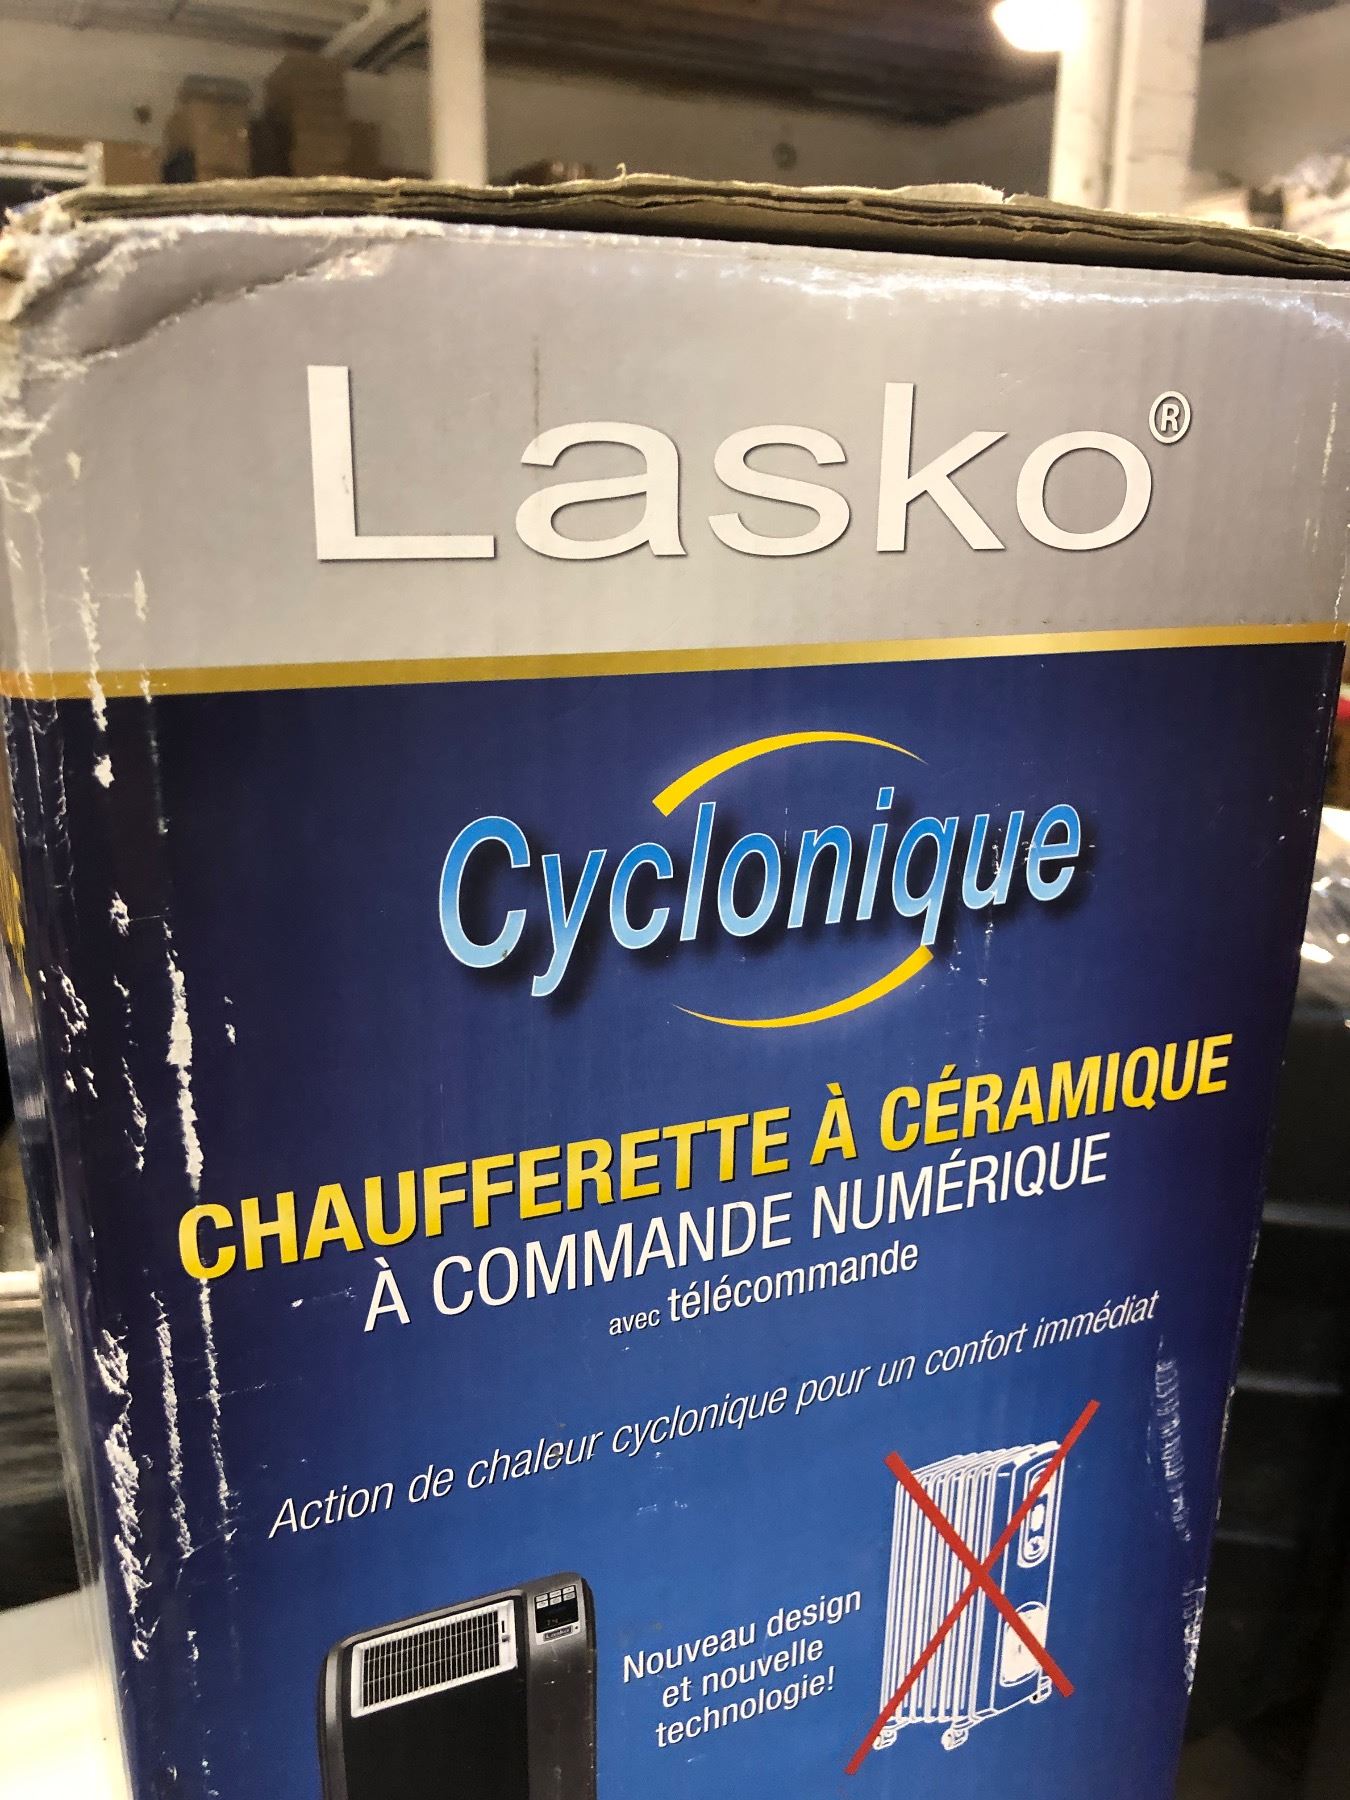 Lasko®
Cyclonique
CHAUFFERETTE À CÉRAMIQUE
À COMMANDE NUMÉRIQUE
avec télécommande
Action de chaleur cyclonique pour un confort immédiat
Nouveau design
et nouvelle
technologie!
Lasko